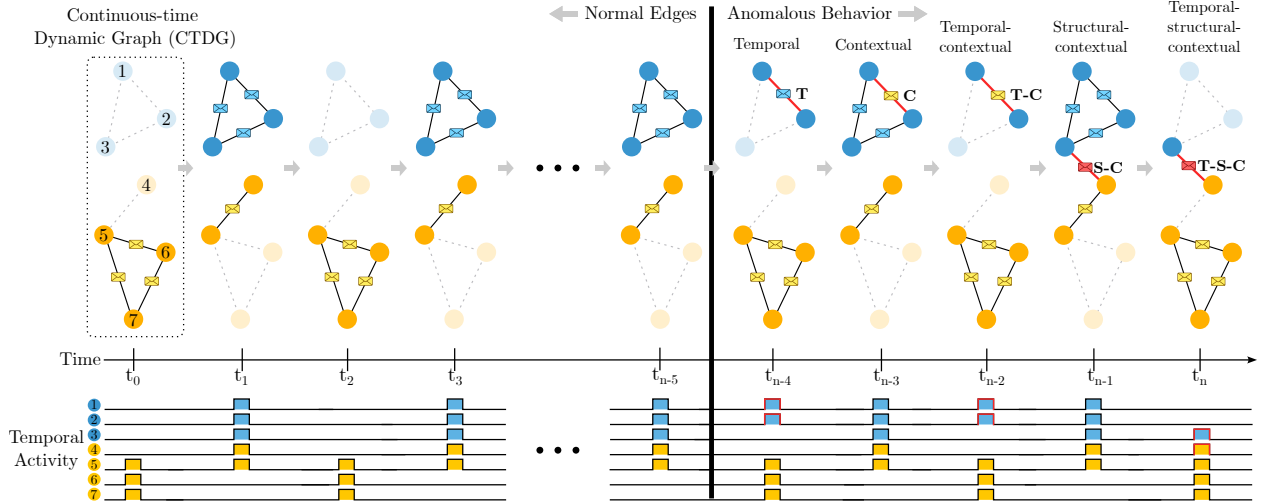 Continuous-time
Dynamic Graph (CTDG)
Normal Edges
Anomalous Behavior
Temporal
Contextual
Temporal-
contextual
Structural-
contextual
Temporal-
structural-
contextual
1
2
3
4
5
6
7
T
C
T-C
S-C
T-S-C
Time
t0
t1
t2
t3
tn-5
tn-4
tn-3
tn-2
tn-1
tn
Temporal
Activity
1
2
3
4
5
6
7